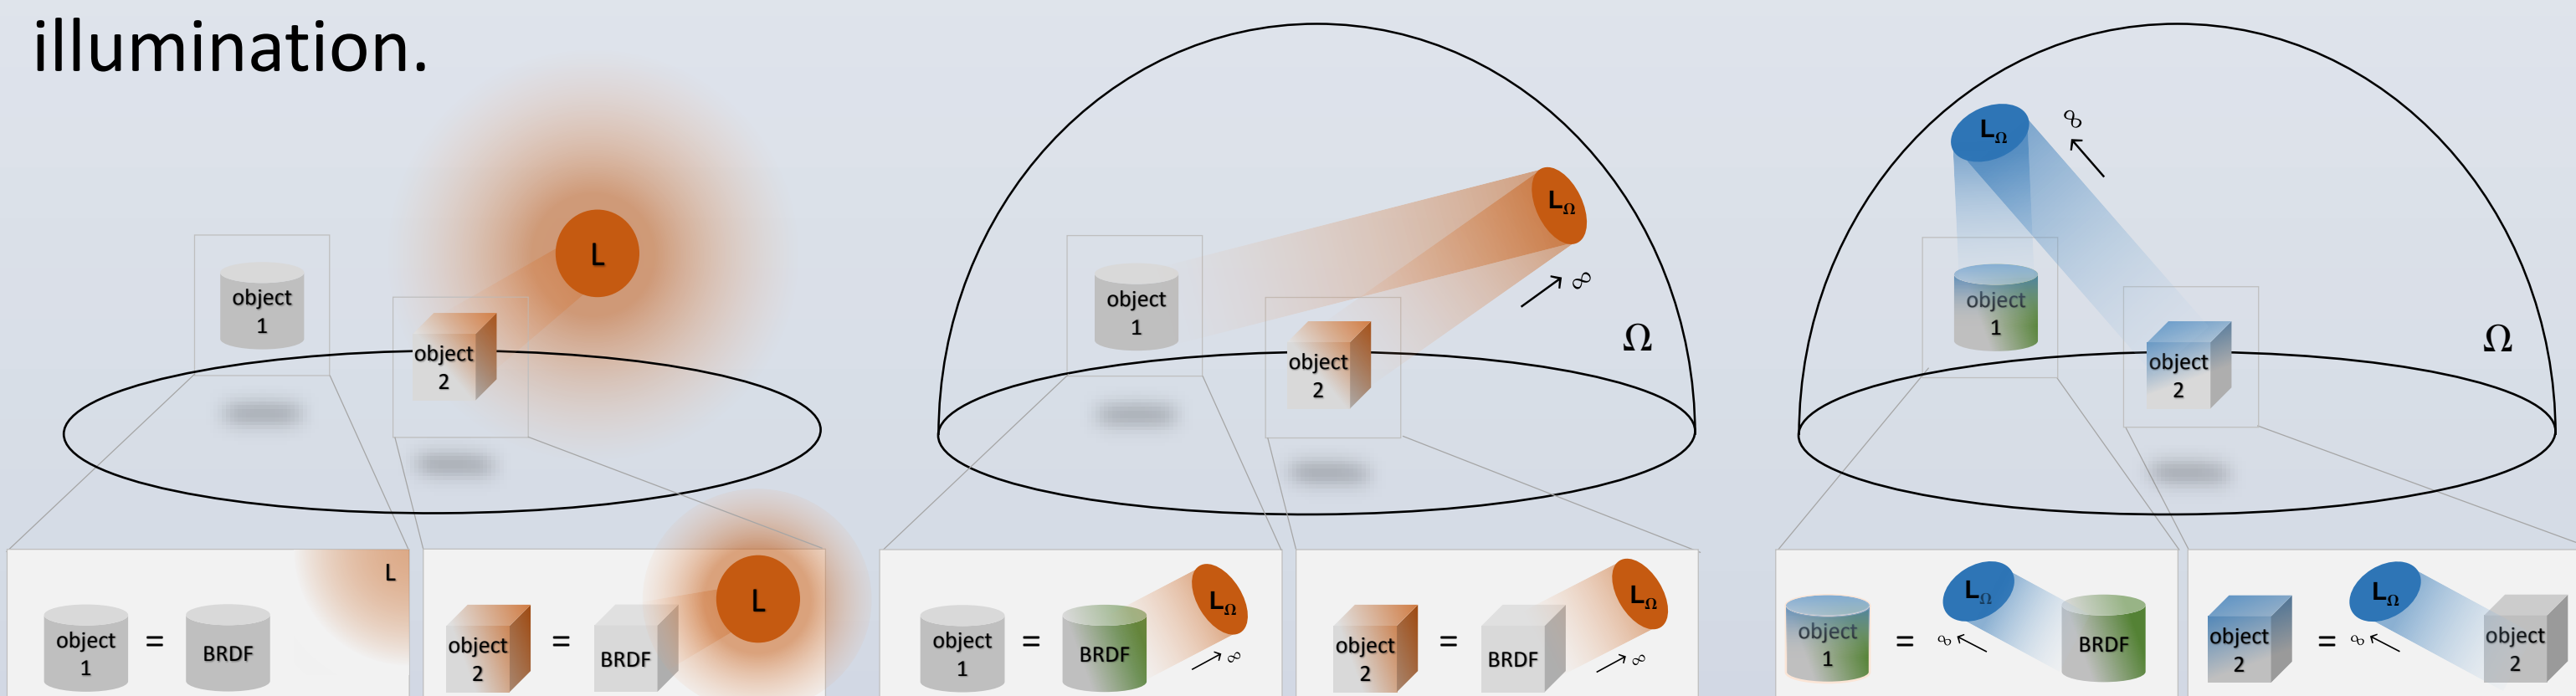 illumination.
L
object
1
object
2
L
object
1
=
BRDF
L
object
2
=
BRDF
L
LΩ
∞
Ω
object
1
object
2
object
1
=
BRDF
LΩ
∞
object
2
=
BRDF
LΩ
∞
LΩ
∞
Ω
object
1
object
2
object
1
=
LΩ
∞
BRDF
object
2
=
LΩ
∞
object
2